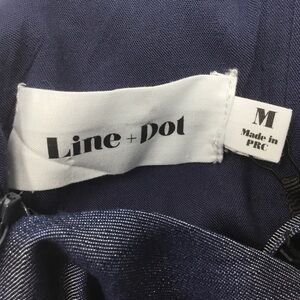 Line + Dot
M
Made in
PRC